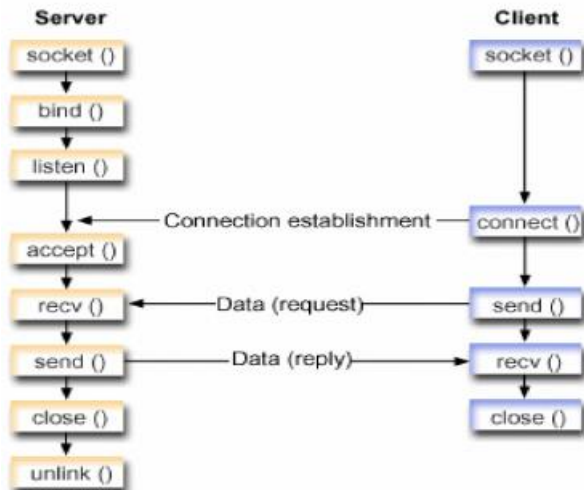 Server
socket ()
bind ()
listen ()
accept ()
recv ()
send ()
close ()
unlink ()
Connection establishment
Data (request)
Data (reply)
Client
socket ()
connect ()
send ()
recv ()
close ()